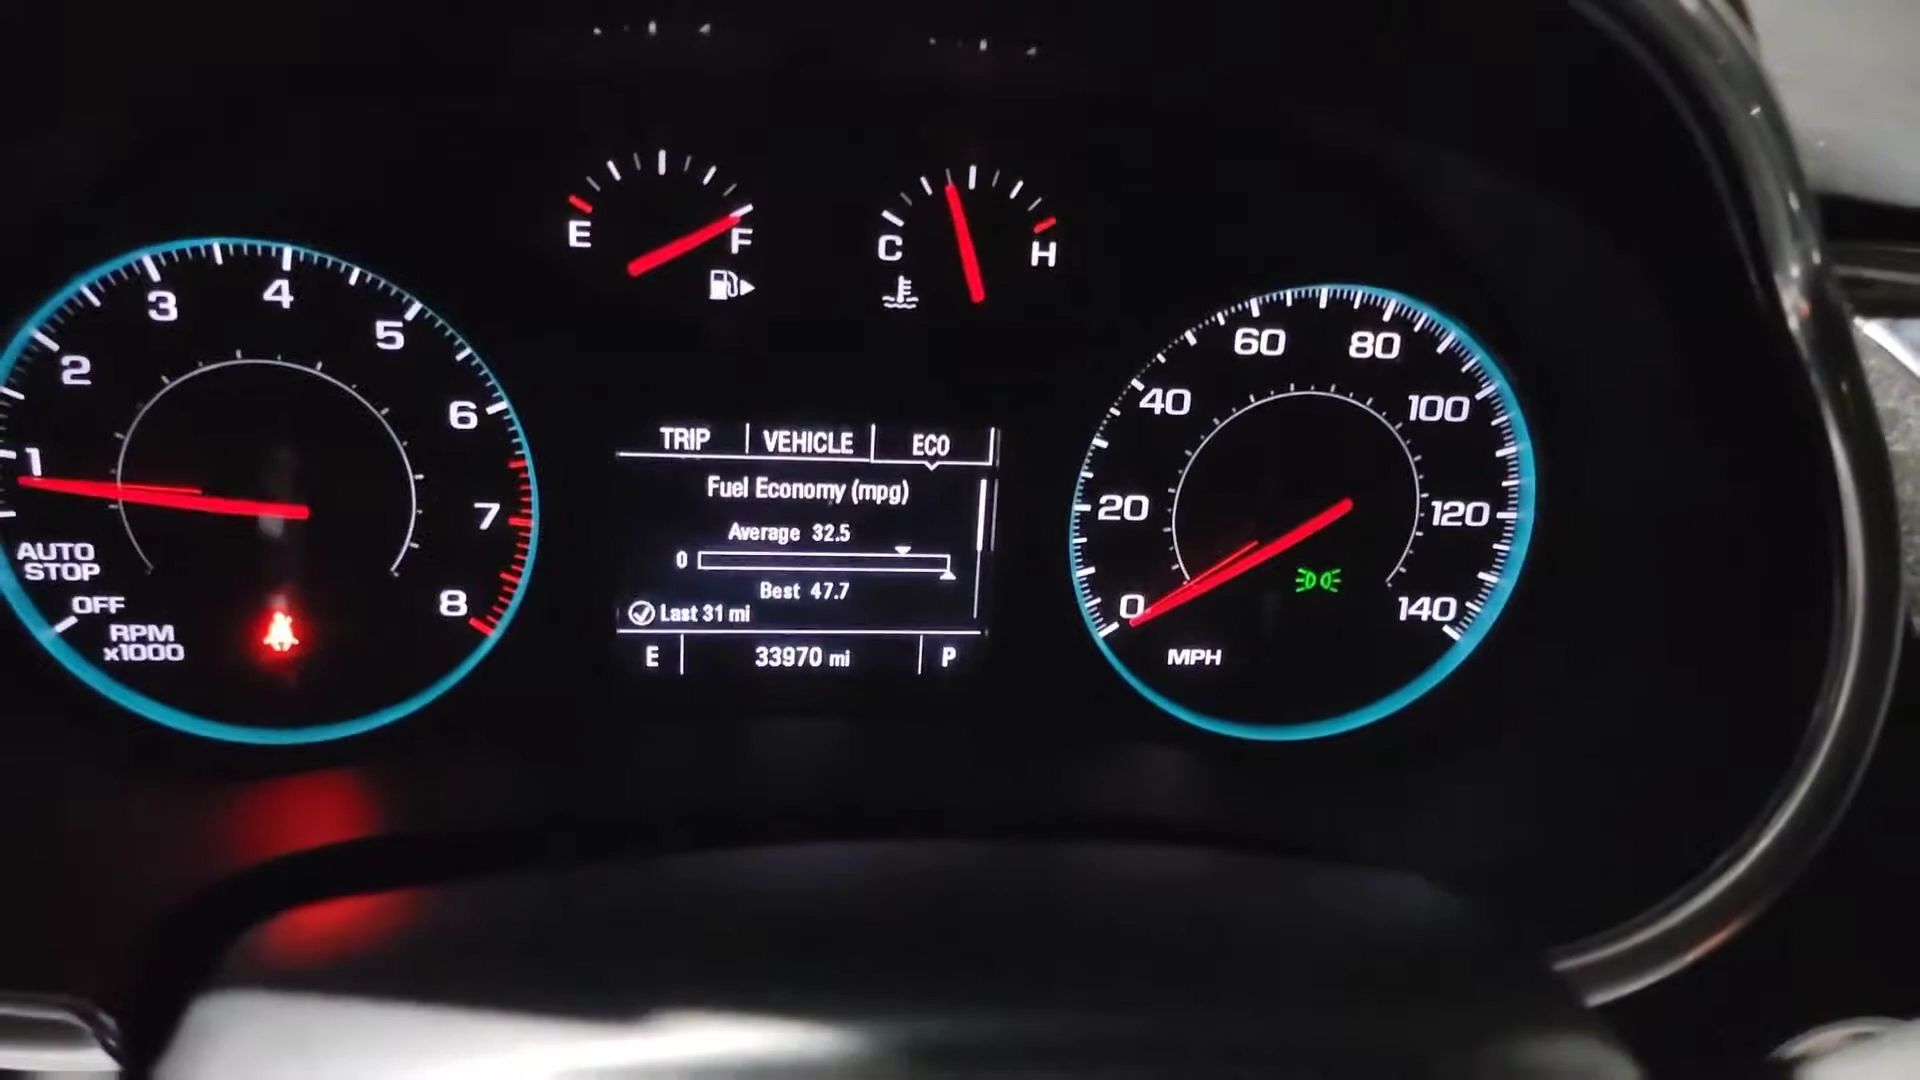 E
F
C
H
1
2
3
4
5
6
7
8
AUTO
STOP
OFF
RPM
x1000
TRIP
VEHICLE
ECO
Fuel Economy (mpg)
Average 32.5
0
Best 47.7
Last 31 mi
E
33970 mi
P
0
20
40
60
80
100
120
140
MPH